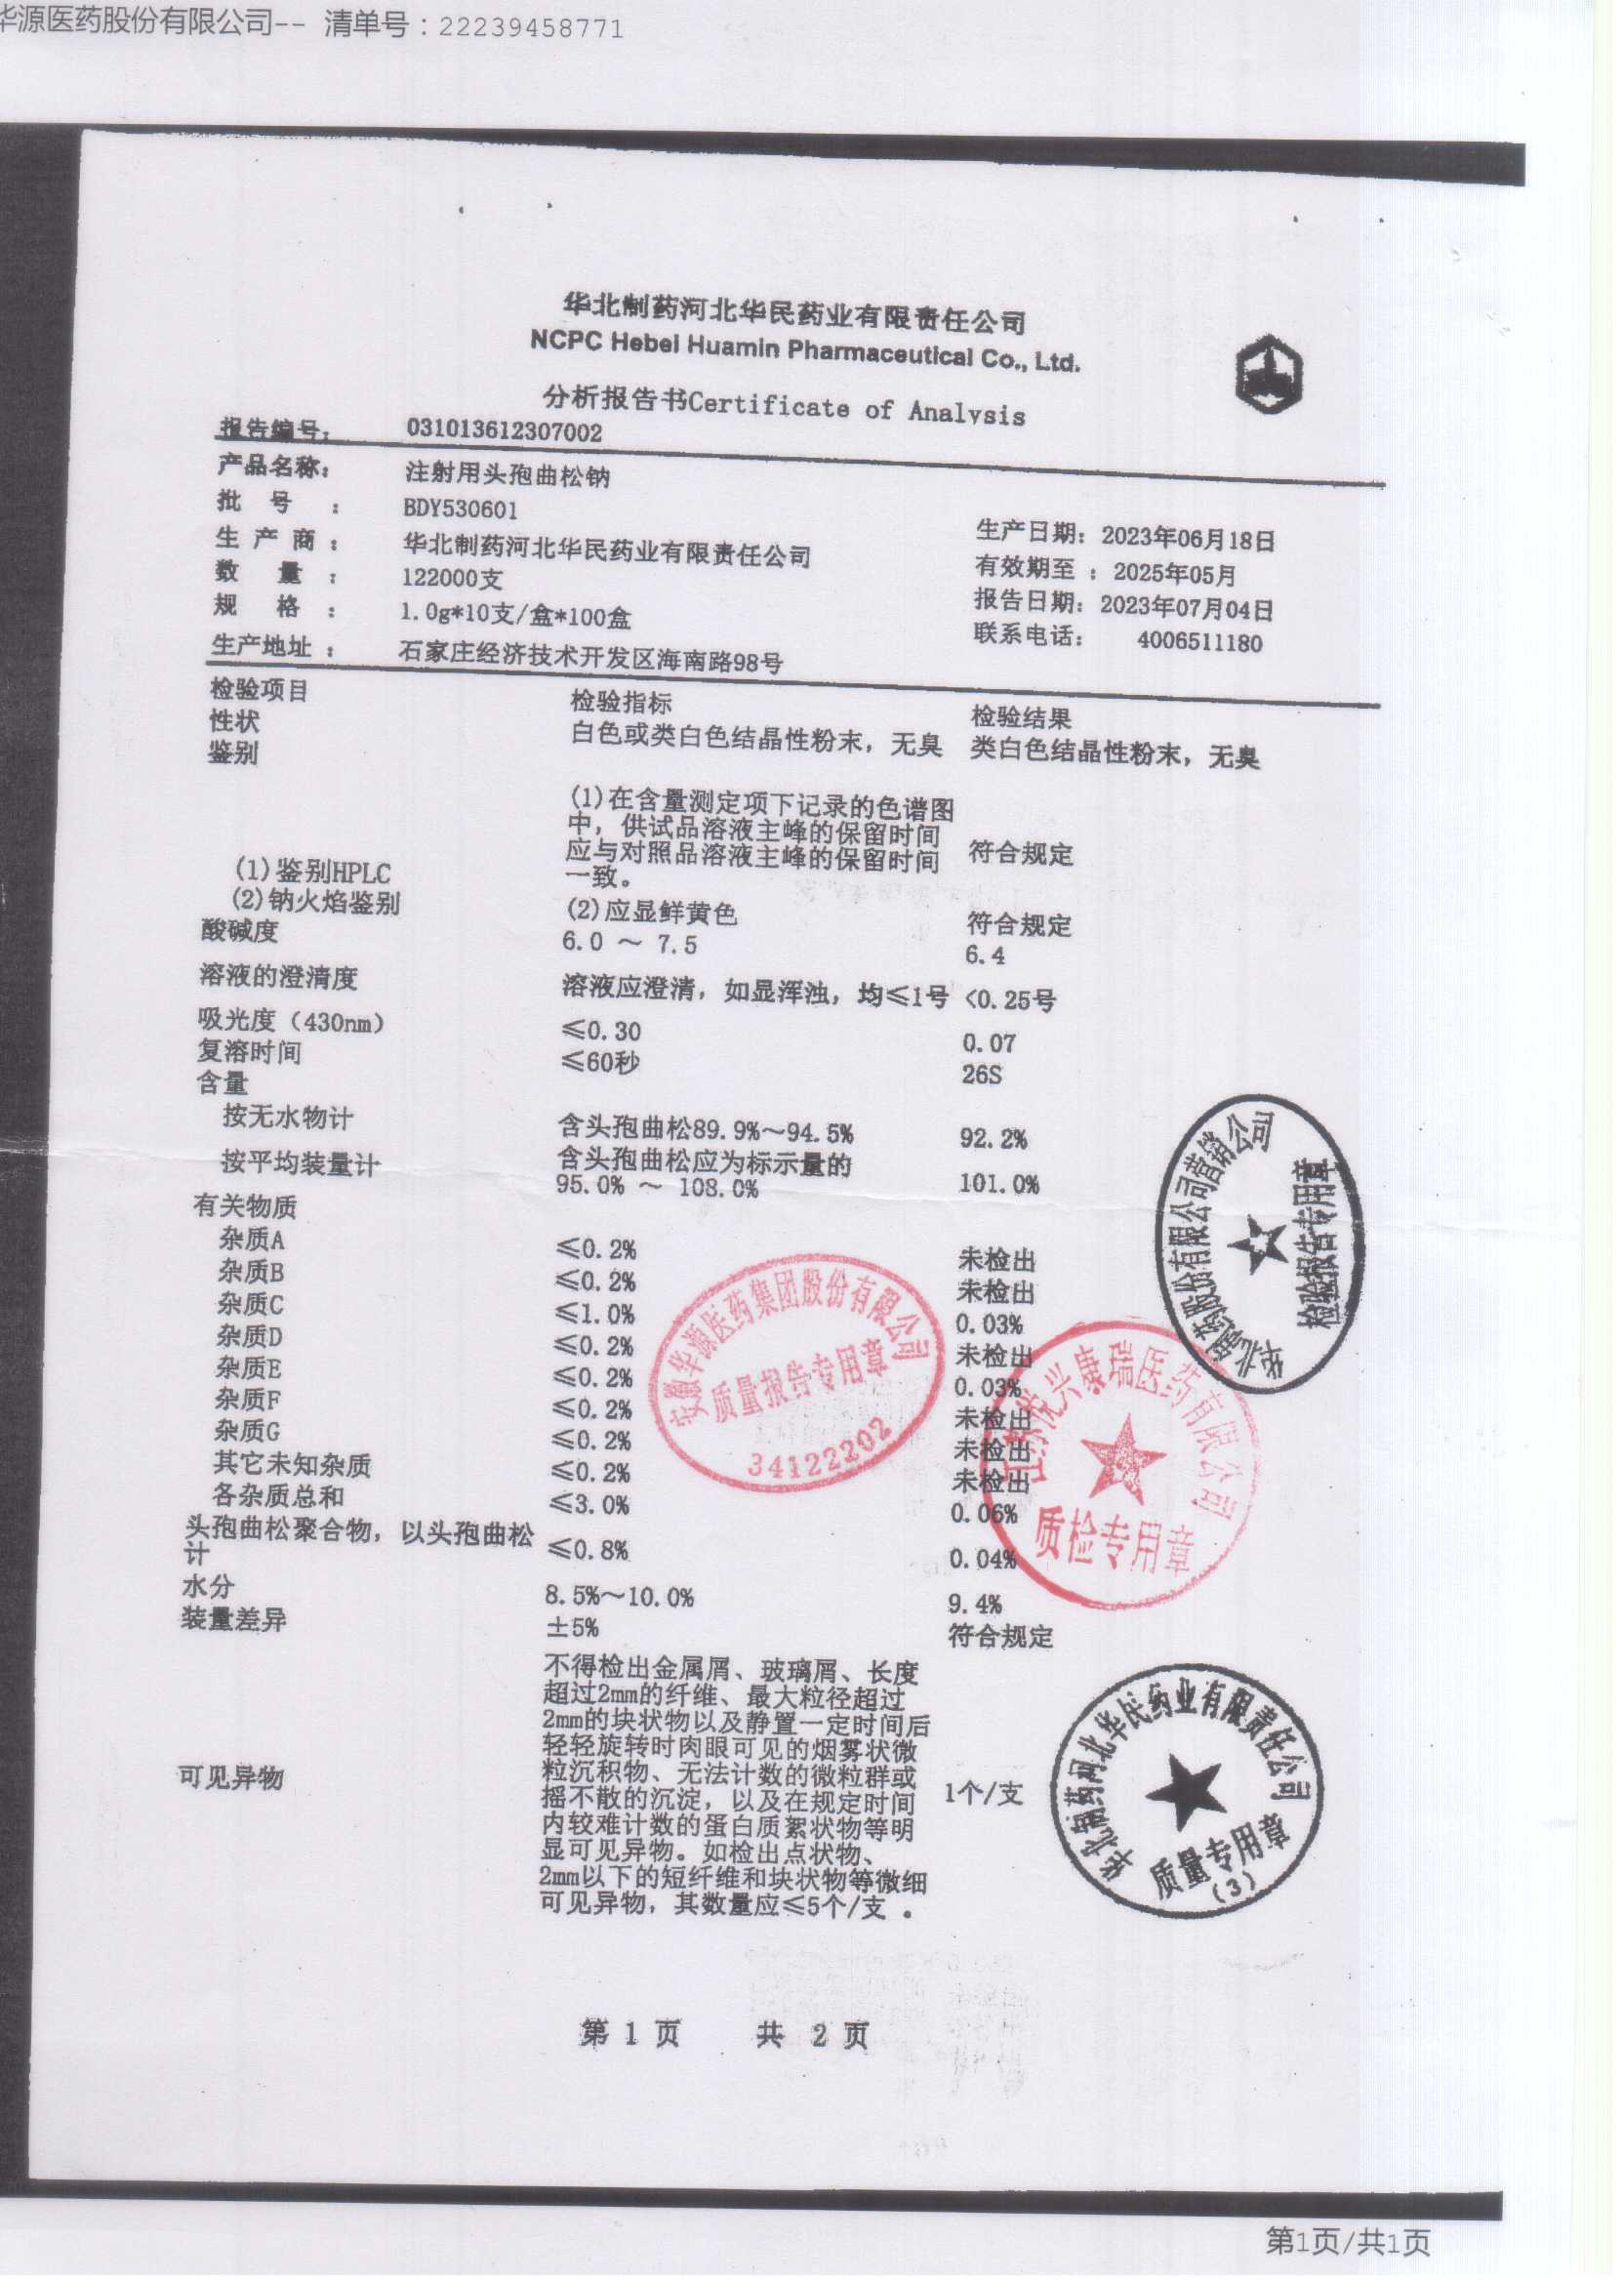 华源医药股份有限公司-- 清单号：22239458771
华北制药河北华民药业有限责任公司
NCPC Hebei Huamin Pharmaceutical Co., Ltd.
分析报告书Certificate of Analysis
报告编号： 031013612307002
产品名称： 注射用头孢曲松钠
批 号 ： BDY530601 生产日期：2023年06月18日
生 产 商 ： 华北制药河北华民药业有限责任公司 有效期至 ：2025年05月
数 量 ： 122000支 报告日期：2023年07月04日
规 格 ： 1.0g*10支/盒*100盒 联系电话： 4006511180
生产地址 ： 石家庄经济技术开发区海南路98号
检验项目 检验指标 检验结果
性状 白色或类白色结晶性粉末，无臭 类白色结晶性粉末，无臭
鉴别
(1)鉴别HPLC (1)在含量测定项下记录的色谱图 符合规定
中，供试品溶液主峰的保留时间
应与对照品溶液主峰的保留时间
一致。
(2)钠火焰鉴别 (2)应显鲜黄色 符合规定
酸碱度 6.0 ～ 7.5 6.4
溶液的澄清度 溶液应澄清，如显浑浊，均≤1号 <0.25号
吸光度（430nm） ≤0.30 0.07
复溶时间 ≤60秒 26S
含量
按无水物计 含头孢曲松89.9%～94.5% 92.2%
按平均装量计 含头孢曲松应为标示量的 101.0%
95.0% ～ 108.0%
有关物质
杂质A ≤0.2% 未检出
杂质B ≤0.2% 未检出
杂质C ≤1.0% 0.03%
杂质D ≤0.2% 未检出
杂质E ≤0.2% 0.03%
杂质F ≤0.2% 未检出
杂质G ≤0.2% 未检出
其它未知杂质 ≤0.2% 未检出
各杂质总和 ≤3.0% 0.06%
头孢曲松聚合物，以头孢曲松 ≤0.8% 0.04%
计
水分 8.5%～10.0% 9.4%
装量差异 ±5% 符合规定
可见异物 不得检出金属屑、玻璃屑、长度 1个/支
超过2mm的纤维、最大粒径超过
2mm的块状物以及静置一定时间后
轻轻旋转时肉眼可见的烟雾状微
粒沉积物、无法计数的微粒群或
摇不散的沉淀，以及在规定时间
内较难计数的蛋白质絮状物等明
显可见异物。如检出点状物、
2mm以下的短纤维和块状物等微细
可见异物，其数量应≤5个/支 。
华北制药股份有限公司营销公司
检验报告专用章
安徽华源医药集团股份有限公司
质量报告专用章
34122202
兴康瑞医药有限公司
质检专用章
华北制药河北华民药业有限责任公司
质量专用章
(3)
第 1 页 共 2 页
第1页/共1页